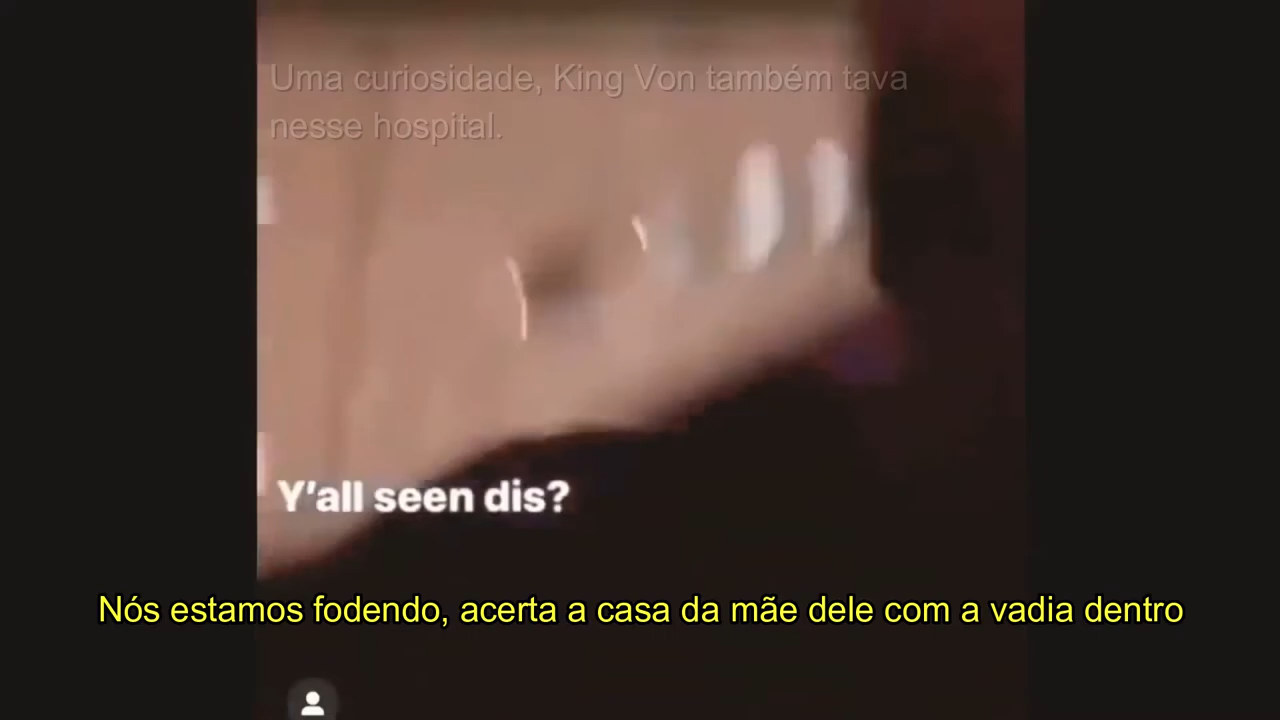 Uma curiosidade, King Von também tava
nesse hospital.
Y'all seen dis?
Nós estamos fodendo, acerta a casa da mãe dele com a vadia dentro